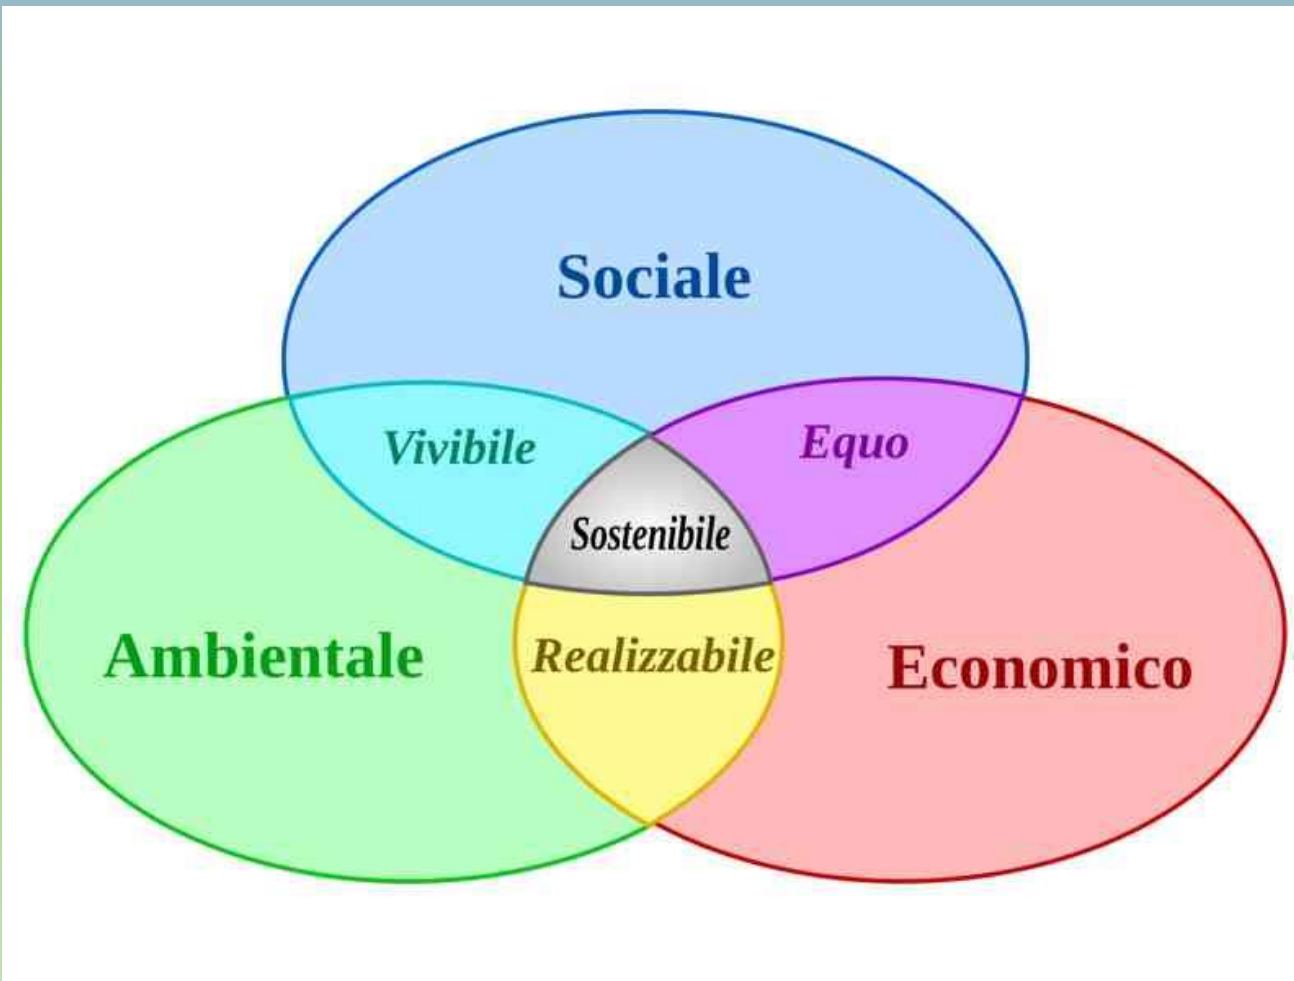 Sociale
Vivibile
Equo
Sostenibile
Ambientale
Realizzabile
Economico